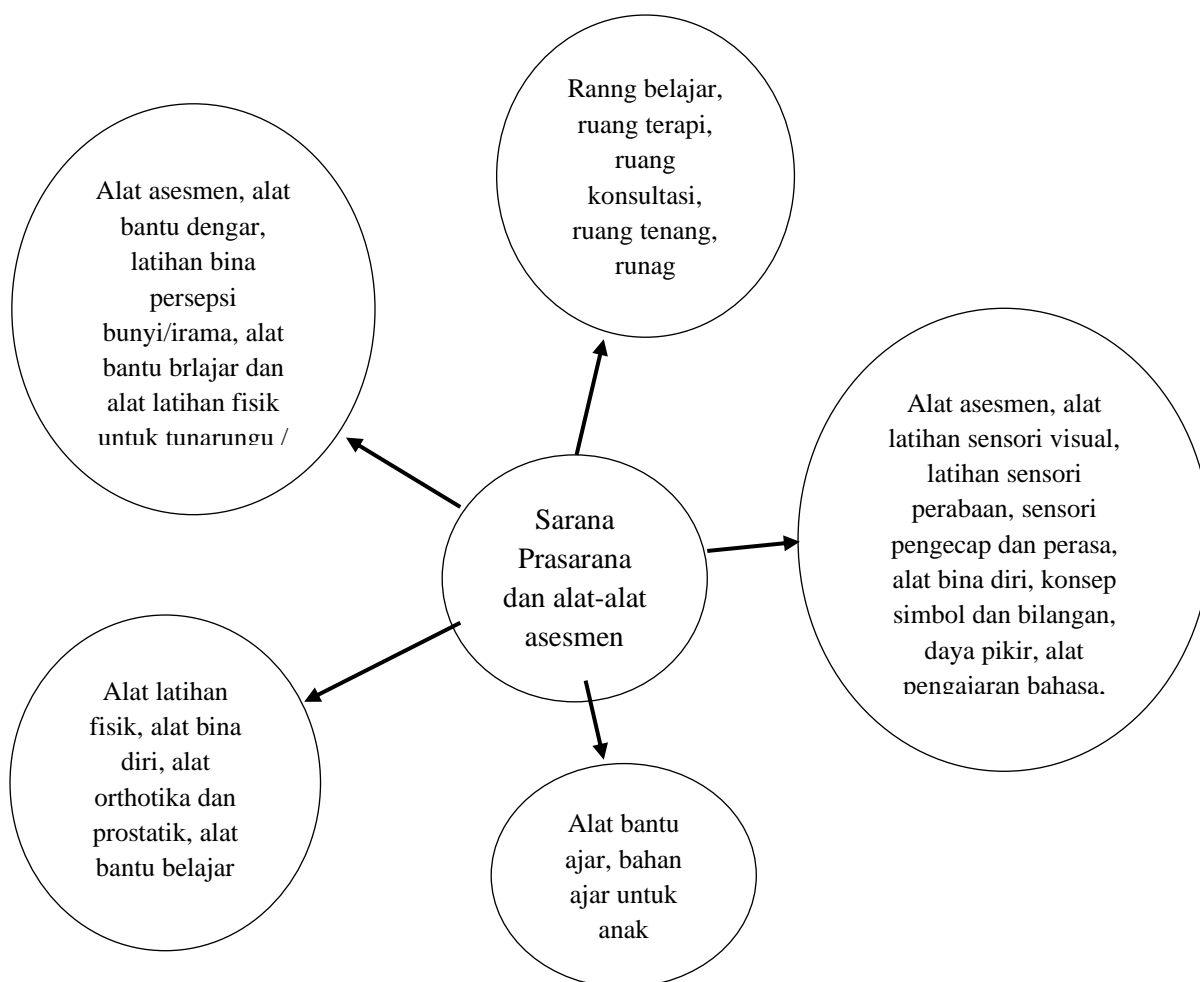 Ranng belajar,
ruang terapi,
ruang
konsultasi,
ruang tenang,
runag
Alat asesmen, alat
bantu dengar,
latihan bina
persepsi
bunyi/irama, alat
bantu brlajar dan
alat latihan fisik
untuk tunarungu /
Alat asesmen, alat
latihan sensori visual,
latihan sensori
perabaan, sensori
pengecap dan perasa,
alat bina diri, konsep
simbol dan bilangan,
daya pikir, alat
pengajaran bahasa,
Sarana
Prasarana
dan alat-alat
asesmen
Alat latihan
fisik, alat bina
diri, alat
orthotika dan
prostatik, alat
bantu belajar
Alat bantu
ajar, bahan
ajar untuk
anak